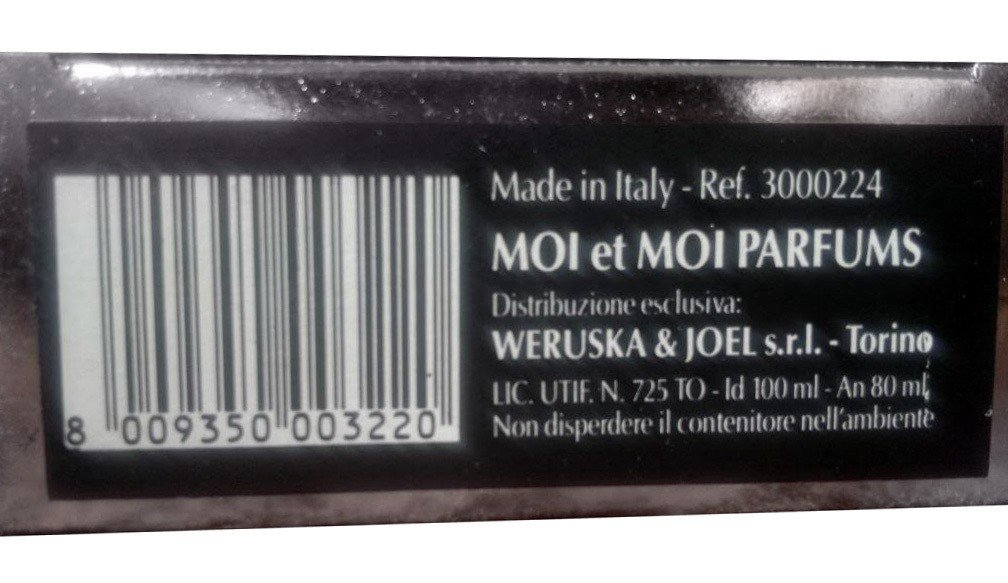 Made in Italy - Ref. 3000224
MOI et MOI PARFUMS
Distribuzione esclusiva:
WERUSKA & JOEL s.r.l. - Torino
LIC. UTIF. N. 725 TO - Id 100 ml - An 80 ml,
Non disperdere il contenitore nell'ambiente
8 009350 003220